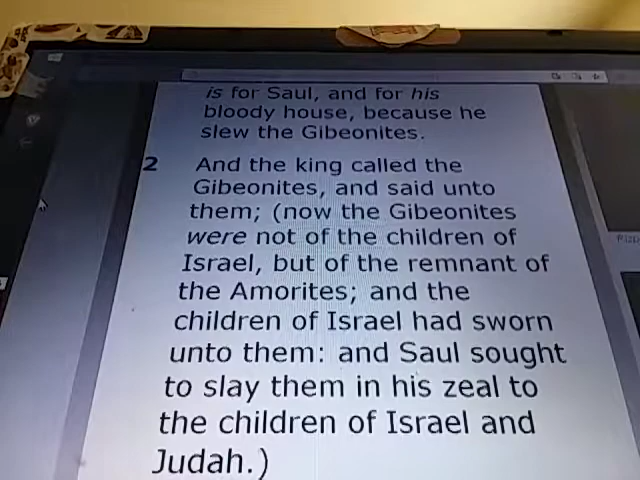 is for Saul, and for his
bloody house, because he
slew the Gibeonites.
2 And the king called the
Gibeonites, and said unto
them; (now the Gibeonites
were not of the children of
Israel, but of the remnant of
the Amorites; and the
children of Israel had sworn
unto them: and Saul sought
to slay them in his zeal to
the children of Israel and
Judah.)